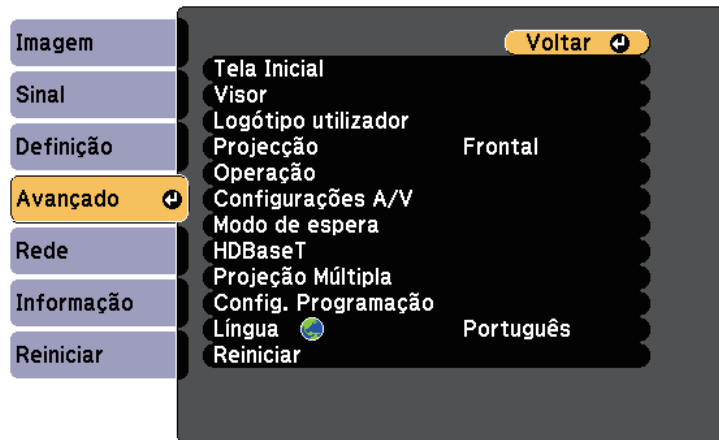 Imagem
Sinal
Definição
Avançado
Rede
Informação
Reiniciar
Voltar
Tela Inicial
Visor
Logótipo utilizador
Projecção Frontal
Operação
Configurações A/V
Modo de espera
HDBaseT
Projeção Múltipla
Config. Programação
Língua Português
Reiniciar